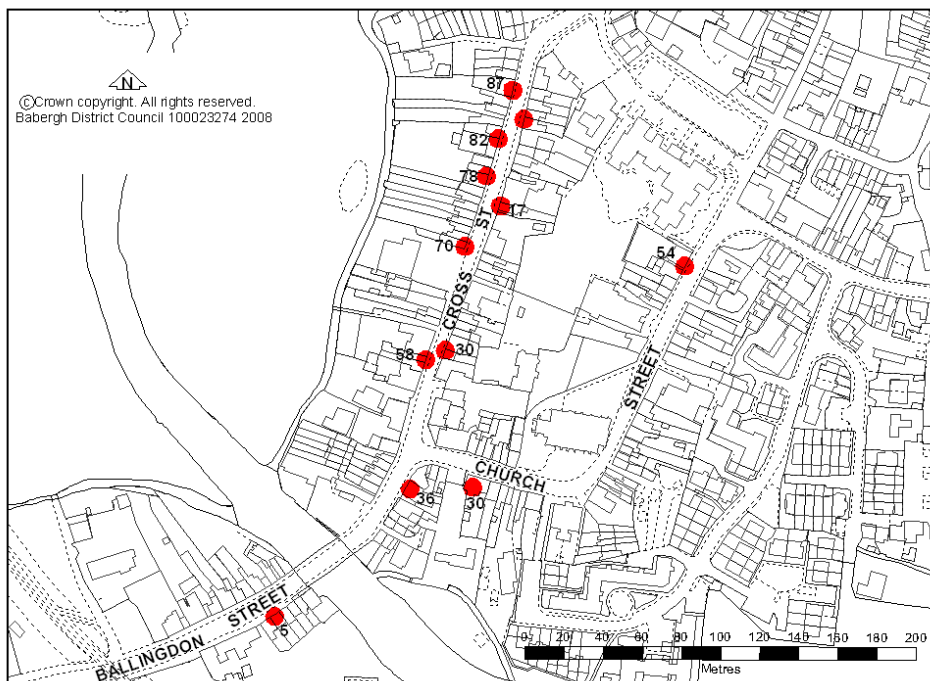 N
©Crown copyright. All rights reserved.
Babergh District Council 100023274 2008
87
82
78
17
ST
70
54
CROSS
30
58
STREET
CHURCH
36
30
STREET
BALLINGDON
5
0 20 40 60 80 100 120 140 160 180 200
Metres